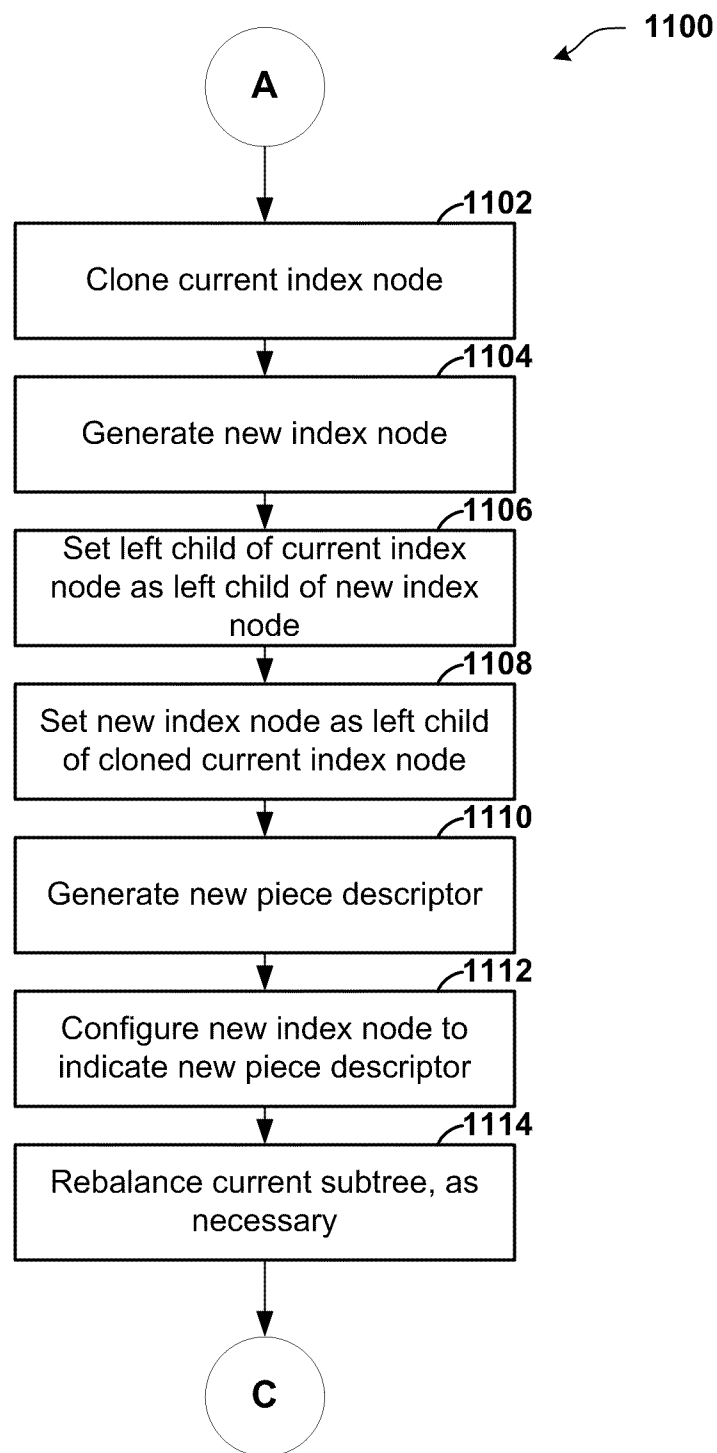 1100
A
1102
Clone current index node
1104
Generate new index node
1106
Set left child of current index
node as left child of new index
node
1108
Set new index node as left child
of cloned current index node
1110
Generate new piece descriptor
1112
Configure new index node to
indicate new piece descriptor
1114
Rebalance current subtree, as
necessary
C